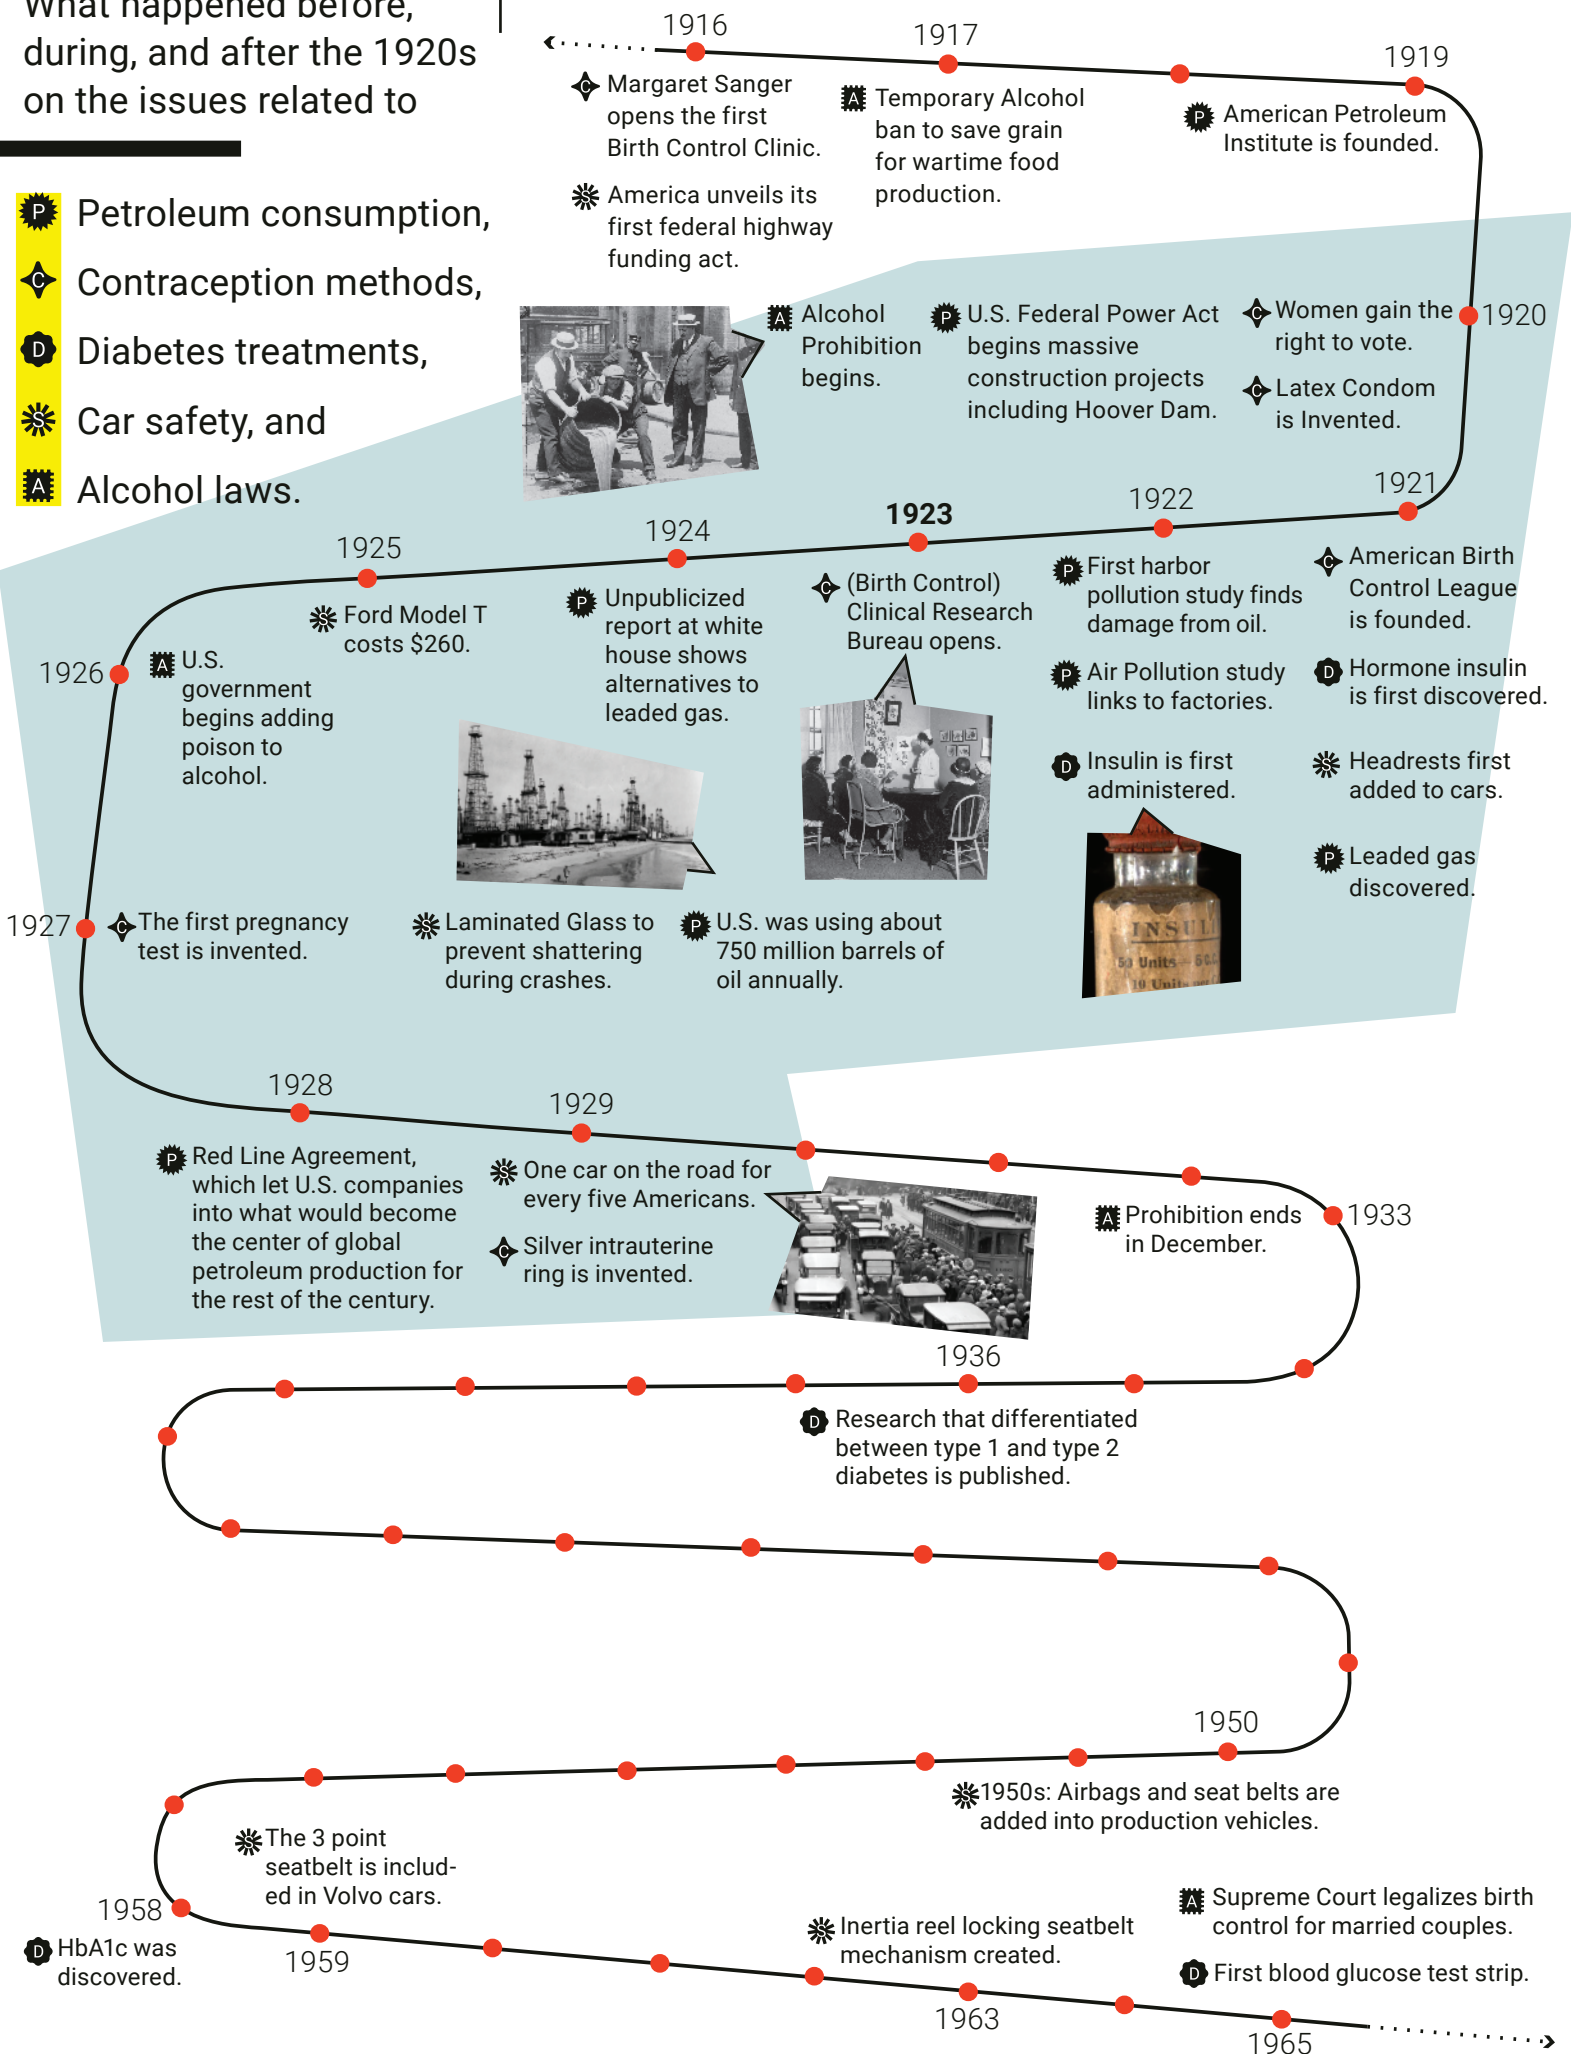 What happened before,
during, and after the 1920s
on the issues related to
P Petroleum consumption,
C Contraception methods,
D Diabetes treatments,
S Car safety, and
A Alcohol laws.
1916
C Margaret Sanger
opens the first
Birth Control Clinic.
S America unveils its
first federal highway
funding act.
1917
A Temporary Alcohol
ban to save grain
for wartime food
production.
1919
P American Petroleum
Institute is founded.
1920
A Alcohol
Prohibition
begins.
P U.S. Federal Power Act
begins massive
construction projects
including Hoover Dam.
C Women gain the
right to vote.
C Latex Condom
is Invented.
1921
C American Birth
Control League
is founded.
D Hormone insulin
is first discovered.
S Headrests first
added to cars.
P Leaded gas
discovered.
1922
P First harbor
pollution study finds
damage from oil.
P Air Pollution study
links to factories.
D Insulin is first
administered.
INSULI
50 Units
10 Units
1923
C (Birth Control)
Clinical Research
Bureau opens.
1924
P Unpublicized
report at white
house shows
alternatives to
leaded gas.
1925
S Ford Model T
costs $260.
1926
A U.S.
government
begins adding
poison to
alcohol.
1927
C The first pregnancy
test is invented.
S Laminated Glass to
prevent shattering
during crashes.
P U.S. was using about
750 million barrels of
oil annually.
1928
P Red Line Agreement,
which let U.S. companies
into what would become
the center of global
petroleum production for
the rest of the century.
1929
S One car on the road for
every five Americans.
C Silver intrauterine
ring is invented.
1933
A Prohibition ends
in December.
1936
D Research that differentiated
between type 1 and type 2
diabetes is published.
1950
S 1950s: Airbags and seat belts are
added into production vehicles.
1958
D HbA1c was
discovered.
S The 3 point
seatbelt is includ-
ed in Volvo cars.
1959
S Inertia reel locking seatbelt
mechanism created.
1963
A Supreme Court legalizes birth
control for married couples.
D First blood glucose test strip.
1965